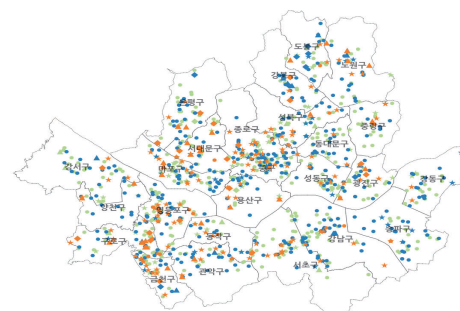 도봉구
노원구
강북구
은평구
성북구
중랑구
종로구
동대문구
서대문구
마포구
중구
성동구
광진구
강동구
강서구
양천구
용산구
영등포구
구로구
동작구
강남구
송파구
금천구
관악구
서초구